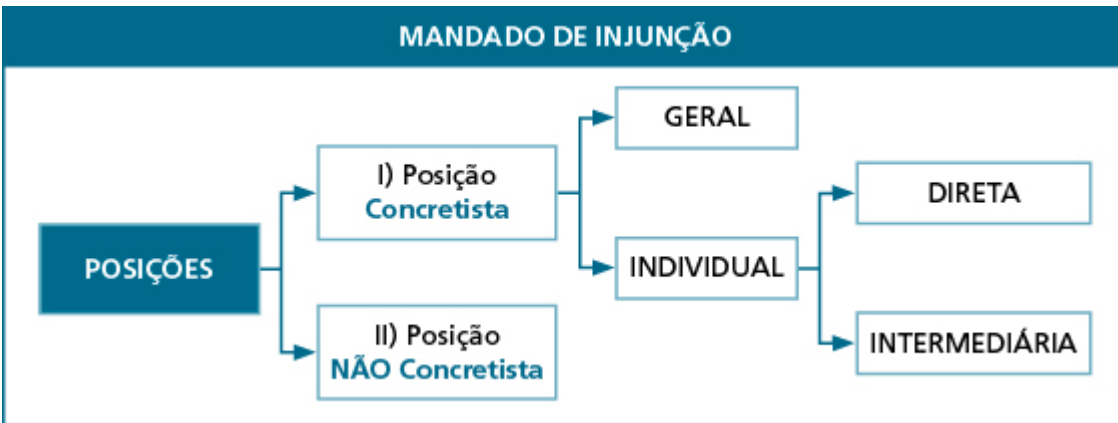 MANDADO DE INJUNÇÃO
POSIÇÕES
I) Posição
Concretista
II) Posição
NÃO Concretista
GERAL
INDIVIDUAL
DIRETA
INTERMEDIÁRIA